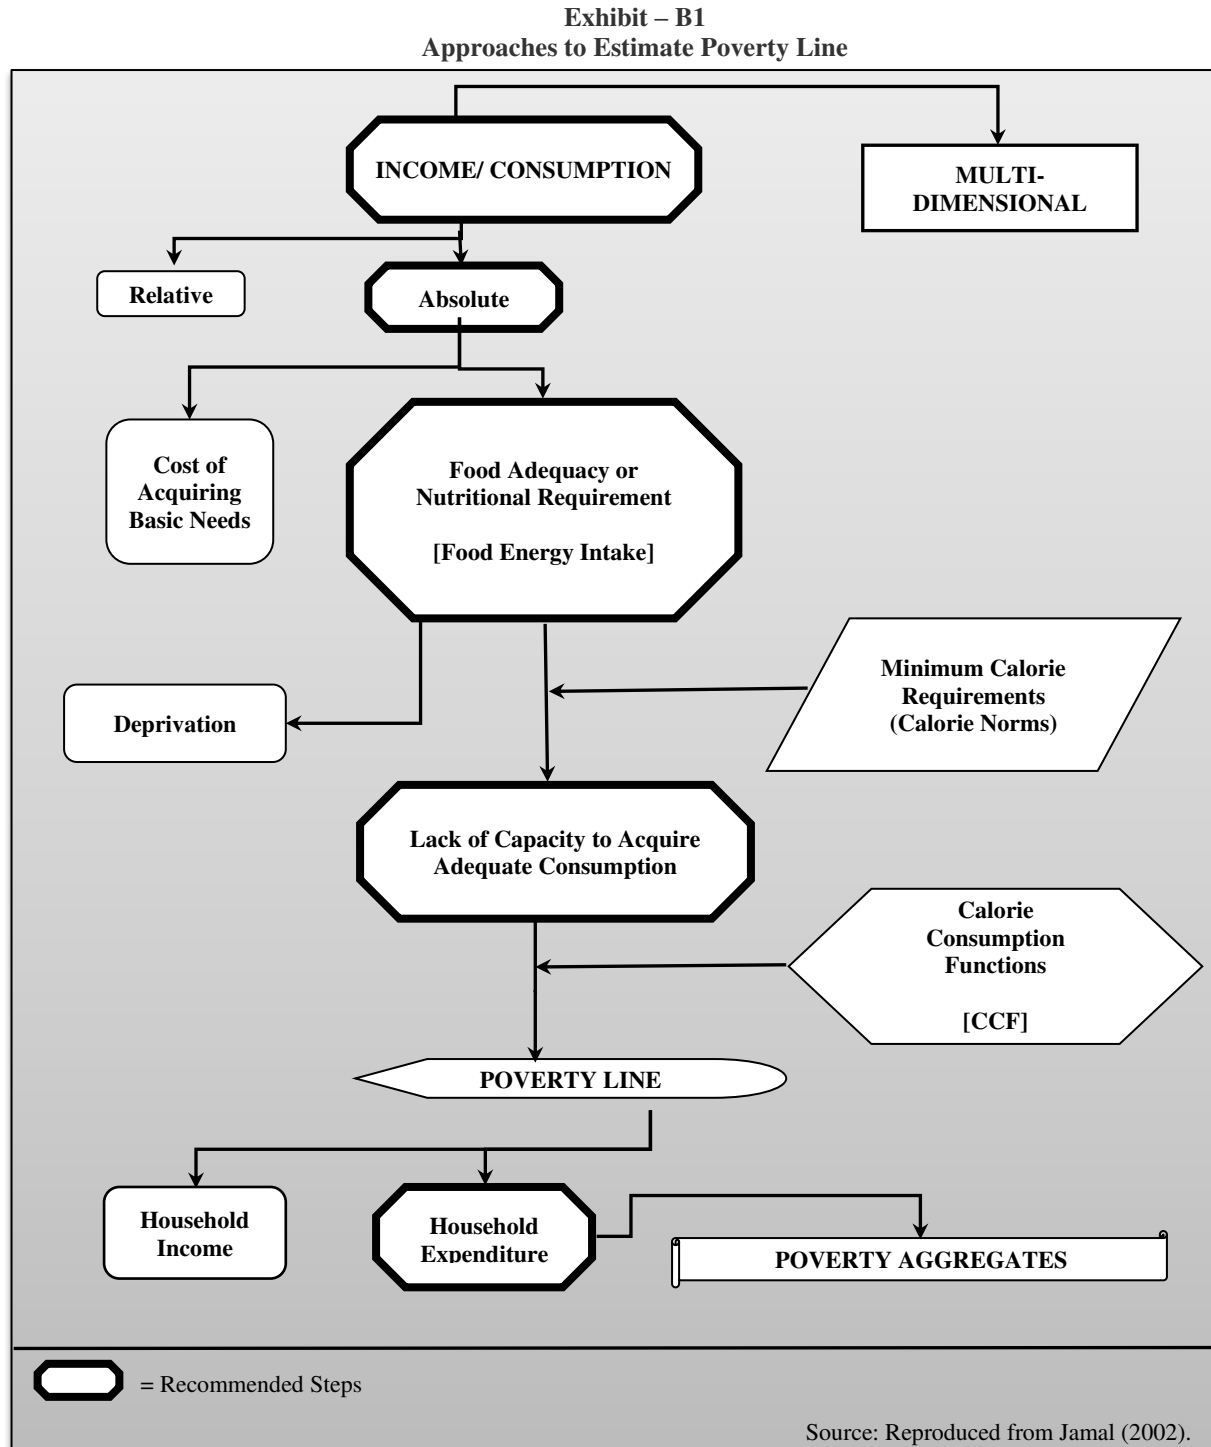 Exhibit – B1
Approaches to Estimate Poverty Line
INCOME/ CONSUMPTION
MULTI-
DIMENSIONAL
Relative
Absolute
Cost of
Acquiring
Basic Needs
Food Adequacy or
Nutritional Requirement
[Food Energy Intake]
Minimum Calorie
Requirements
(Calorie Norms)
Deprivation
Lack of Capacity to Acquire
Adequate Consumption
Calorie
Consumption
Functions
[CCF]
POVERTY LINE
Household
Income
Household
Expenditure
POVERTY AGGREGATES
= Recommended Steps
Source: Reproduced from Jamal (2002).